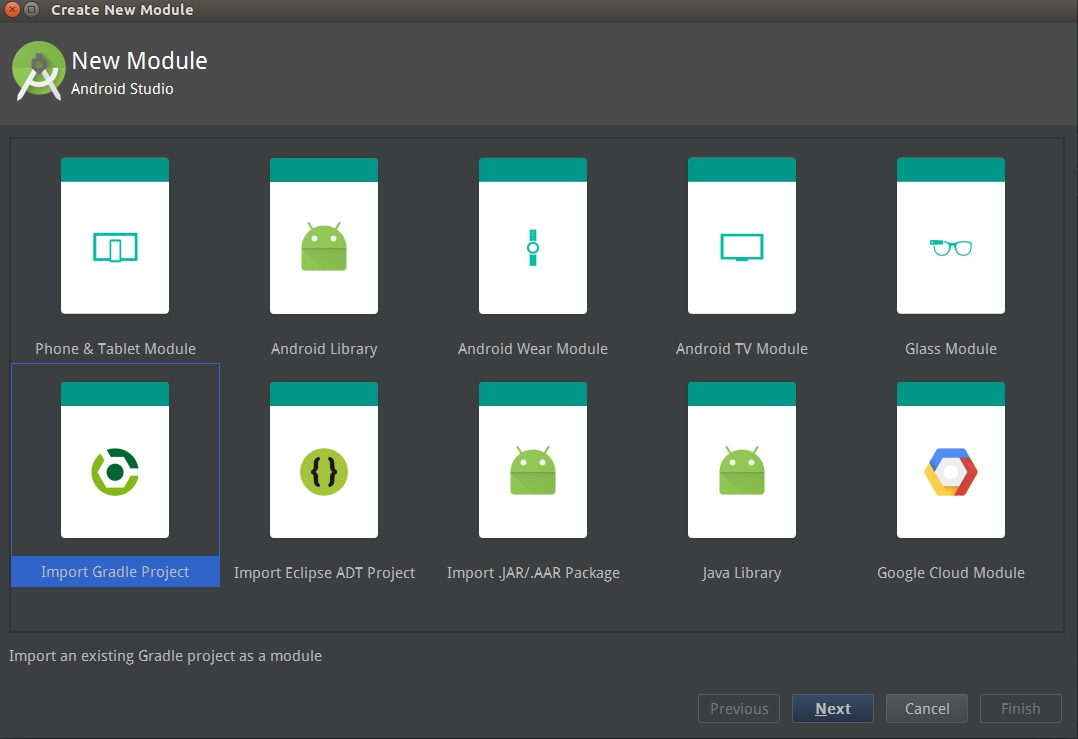 Create New Module
New Module
Android Studio
Phone & Tablet Module
Android Library
Android Wear Module
Android TV Module
Glass Module
{}
Import Gradle Project
Import Eclipse ADT Project
Import .JAR/.AAR Package
Java Library
Google Cloud Module
Import an existing Gradle project as a module
Previous
Next
Cancel
Finish